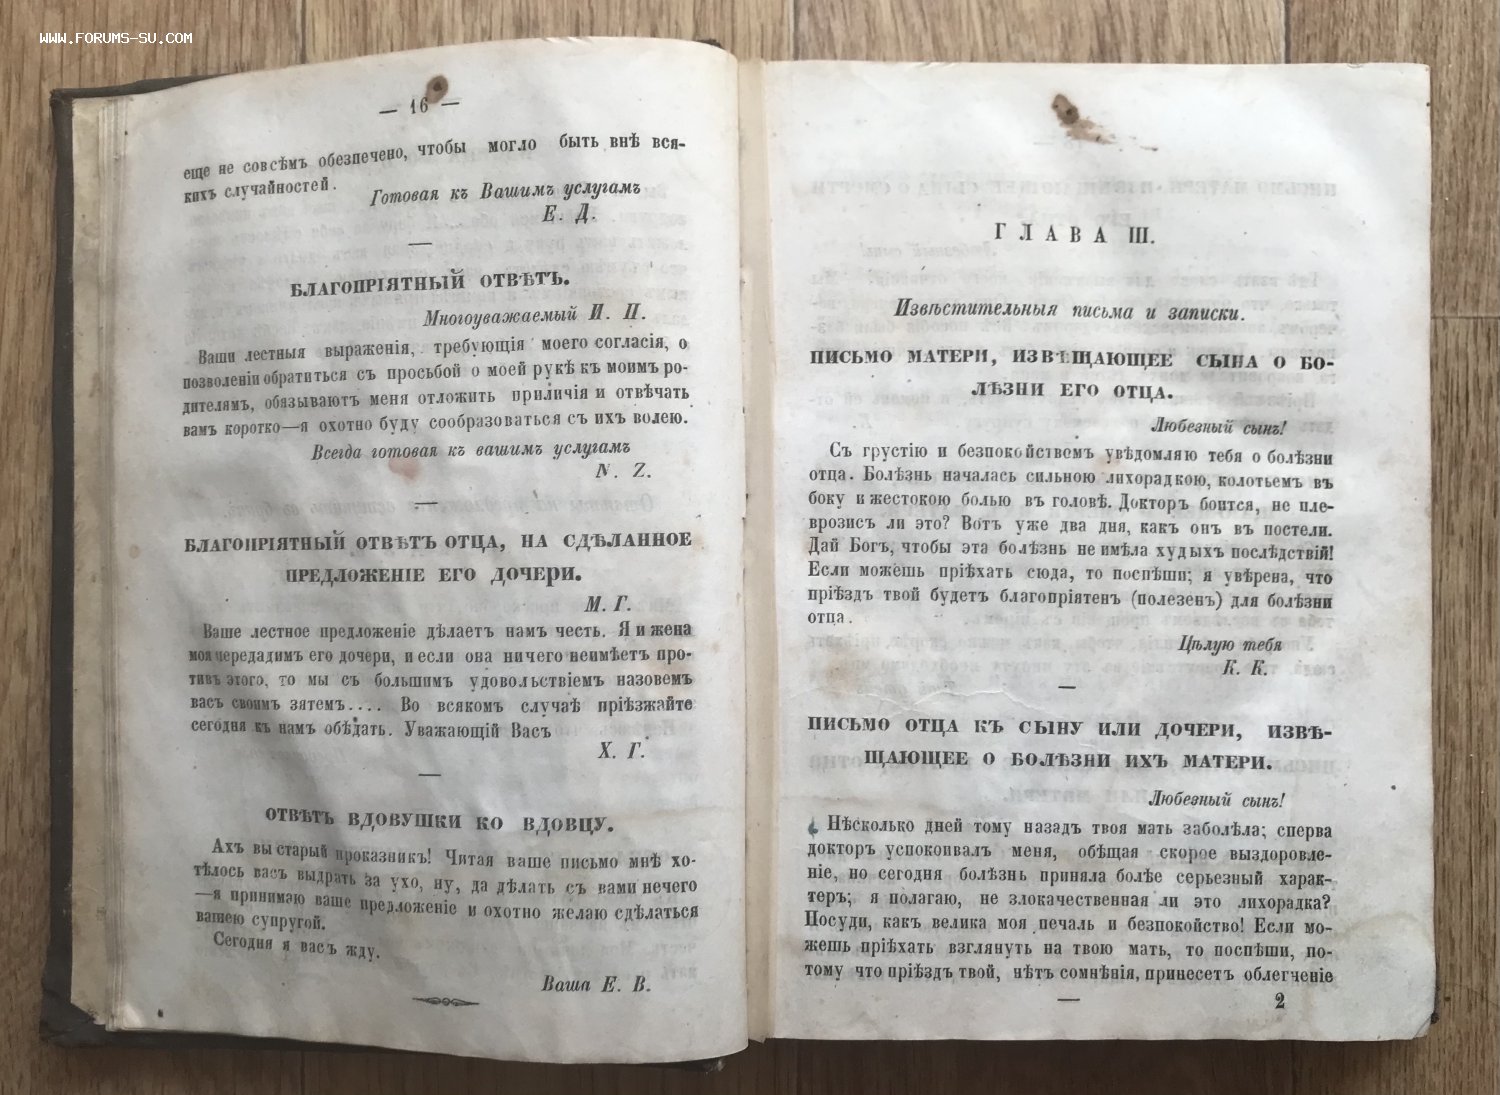 WWW.FORUMS-SU.COM
— 16 —
еще не совсѣмъ обезпечено, чтобы могло быть внѣ вся-
кихъ случайностей.
Готовая къ Вашимъ услугамъ
Е. Д.
БЛАГОПРІЯТНЫЙ ОТВѢТЪ.
Многоуважаемый И. П.
Ваши лестныя выраженія, требующія моего согласія, о
позволеніи обратиться съ просьбой о моей рукѣ къ моимъ ро-
дителямъ, обязываютъ меня отложить приличія и отвѣчать
вамъ коротко—я охотно буду сообразоваться съ ихъ волею.
Всегда готовая къ вашимъ услугамъ
N. Z.
БЛАГОПРІЯТНЫЙ ОТВѢТЪ ОТЦА, НА СДѢЛАННОЕ
ПРЕДЛОЖЕНІЕ ЕГО ДОЧЕРИ.
М. Г.
Ваше лестное предложеніе дѣлаетъ намъ честь. Я и жена
моя чередадимъ его дочери, и если она ничего неимѣетъ про-
тивъ этого, то мы съ большимъ удовольствіемъ назовемъ
васъ своимъ зятемъ.... Во всякомъ случаѣ пріѣзжайте
сегодня къ намъ обѣдать. Уважающій Васъ
Х. Г.
ОТВѢТЪ ВДОВУШКИ КО ВДОВЦУ.
Ахъ вы старый проказникъ! Читая ваше письмо мнѣ хо-
тѣлось васъ выдрать за ухо, ну, да дѣлать съ вами нечего
—я принимаю ваше предложеніе и охотно желаю сдѣлаться
вашею супругой.
Сегодня я васъ жду.
Ваша Е. В.
ГЛАВА III.
Извѣстительныя письма и записки.
ПИСЬМО МАТЕРИ, ИЗВѢЩАЮЩЕЕ СЫНА О БО-
ЛѢЗНИ ЕГО ОТЦА.
Любезный сынъ!
Съ грустію и безпокойствомъ увѣдомляю тебя о болѣзни
отца. Болѣзнь началась сильною лихорадкою, колотьемъ въ
боку и жестокою болью въ головѣ. Докторъ боится, не пле-
врозисъ ли это? Вотъ уже два дня, какъ онъ въ постели.
Дай Богъ, чтобы эта болѣзнь не имѣла худыхъ послѣдствій!
Если можешь пріѣхать сюда, то поспѣши; я увѣрена, что
пріѣздъ твой будетъ благопріятенъ (полезенъ) для болѣзни
отца.
Цѣлую тебя
К. К.
ПИСЬМО ОТЦА КЪ СЫНУ ИЛИ ДОЧЕРИ, ИЗВѢ-
ЩАЮЩЕЕ О БОЛѢЗНИ ИХЪ МАТЕРИ.
Любезный сынъ!
Нѣсколько дней тому назадъ твоя мать заболѣла; сперва
докторъ успокоивалъ меня, обѣщая скорое выздоровле-
ніе, но сегодня болѣзнь приняла болѣе серьезный харак-
теръ; я полагаю, не злокачественная ли это лихорадка?
Посуди, какъ велика моя печаль и безпокойство! Если мо-
жешь пріѣхать взглянуть на твою мать, то поспѣши, по-
тому что пріѣздъ твой, нѣтъ сомнѣнія, принесетъ облегченіе
2